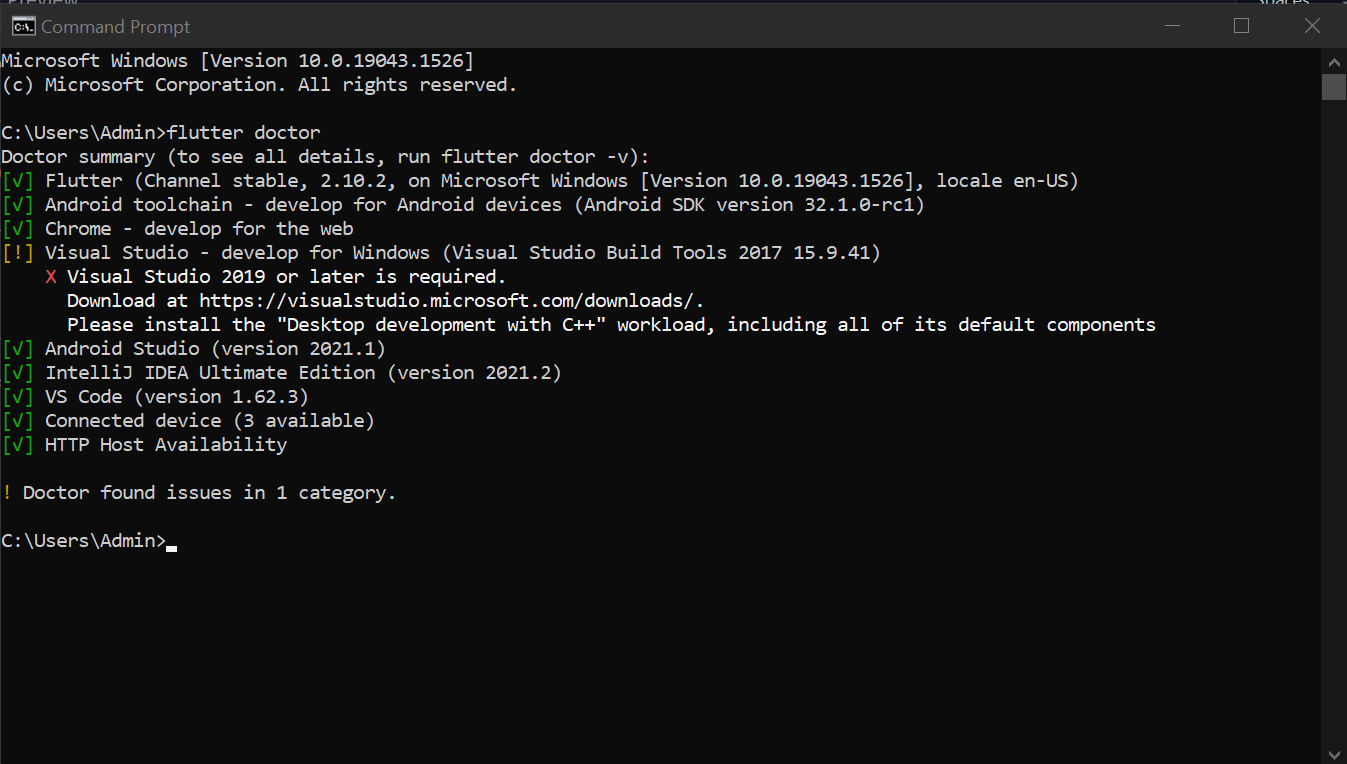 Command Prompt
Microsoft Windows [Version 10.0.19043.1526]
(c) Microsoft Corporation. All rights reserved.
C:\Users\Admin>flutter doctor
Doctor summary (to see all details, run flutter doctor -v):
[√] Flutter (Channel stable, 2.10.2, on Microsoft Windows [Version 10.0.19043.1526], locale en-US)
[√] Android toolchain - develop for Android devices (Android SDK version 32.1.0-rc1)
[√] Chrome - develop for the web
[!] Visual Studio - develop for Windows (Visual Studio Build Tools 2017 15.9.41)
X Visual Studio 2019 or later is required.
Download at https://visualstudio.microsoft.com/downloads/.
Please install the "Desktop development with C++" workload, including all of its default components
[√] Android Studio (version 2021.1)
[√] IntelliJ IDEA Ultimate Edition (version 2021.2)
[√] VS Code (version 1.62.3)
[√] Connected device (3 available)
[√] HTTP Host Availability
! Doctor found issues in 1 category.
C:\Users\Admin>